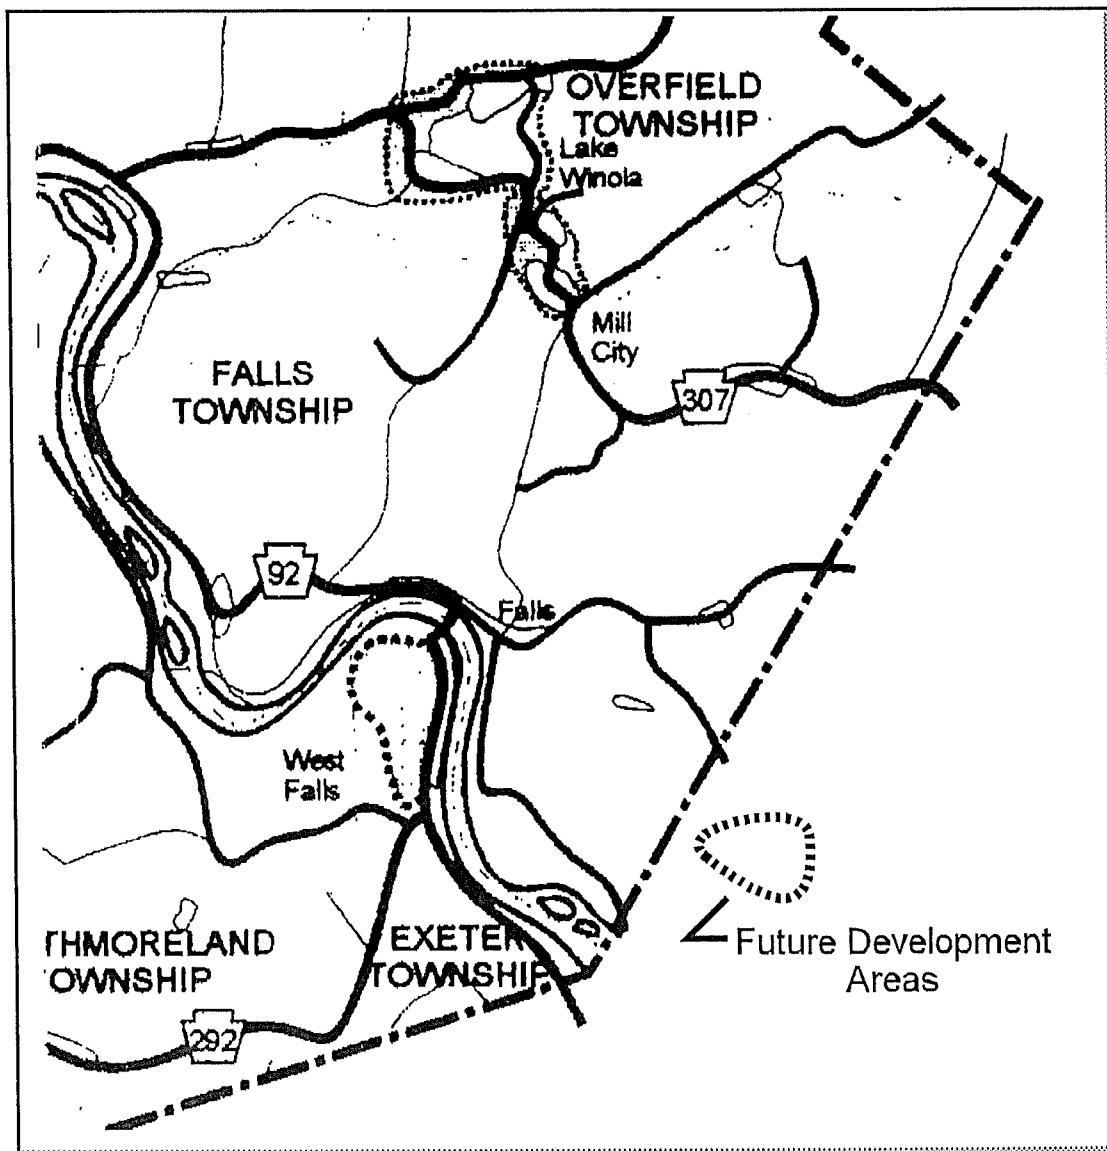 OVERFIELD
TOWNSHIP
Lake
Winola
Mill
City
FALLS
TOWNSHIP
307
92
Falls
West
Falls
THMORELAND
OWNSHIP
EXETER
TOWNSHIP
292
Future Development
Areas